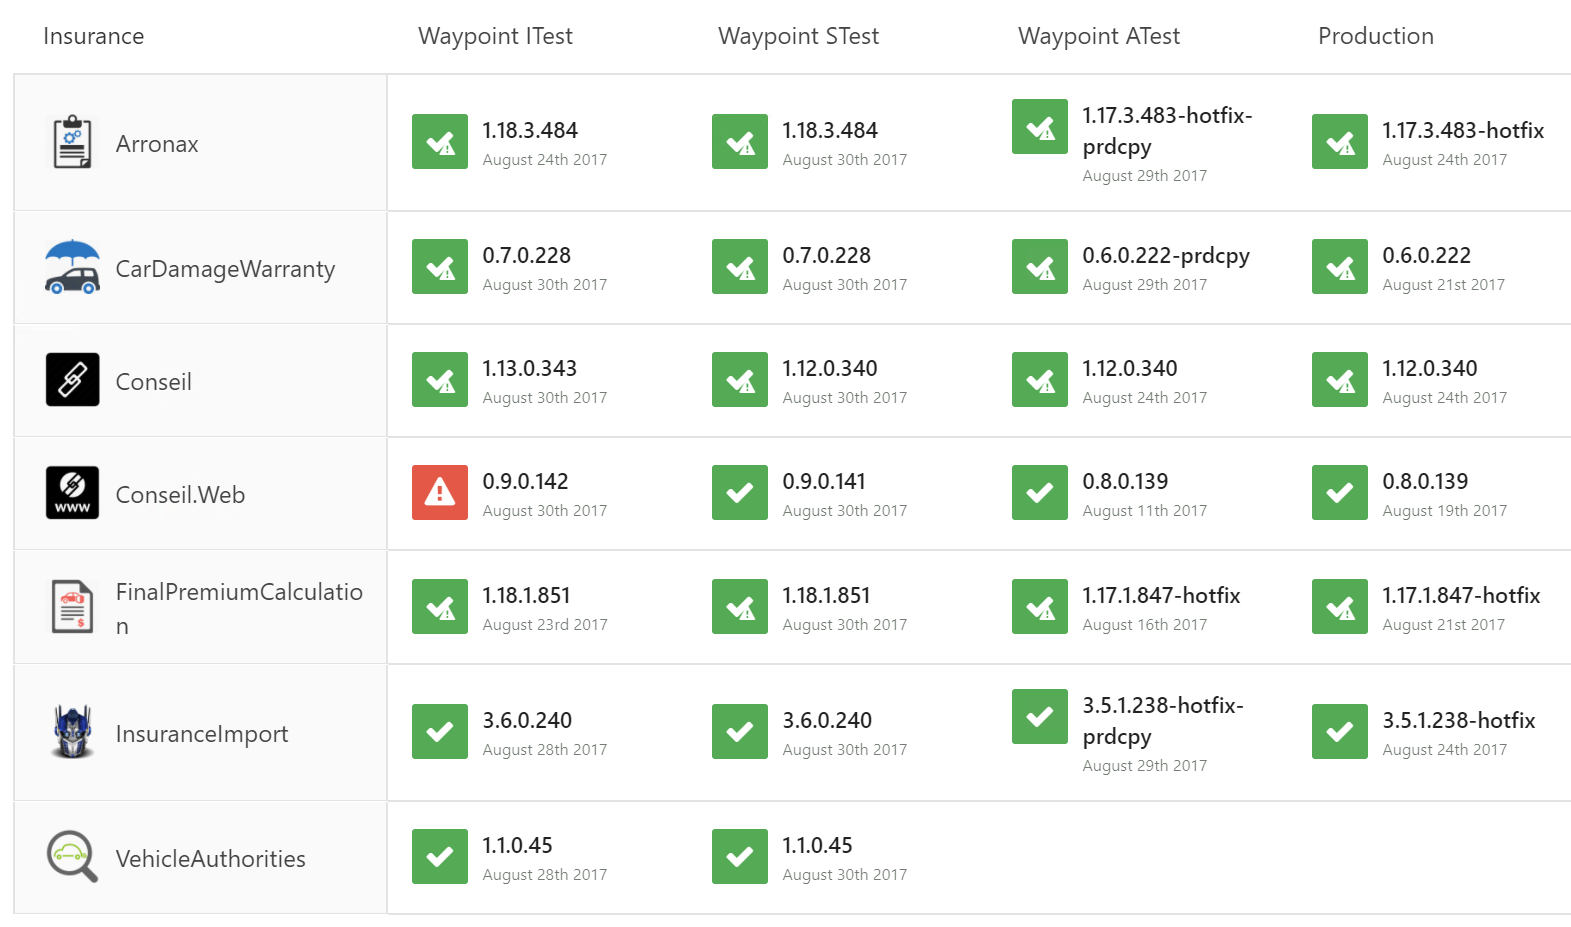 Insurance
Waypoint ITest
Waypoint STest
Waypoint ATest
Production
Arronax
1.18.3.484
August 24th 2017
1.18.3.484
August 30th 2017
1.17.3.483-hotfix-
prdcpy
August 29th 2017
1.17.3.483-hotfix
August 24th 2017
CarDamageWarranty
0.7.0.228
August 30th 2017
0.7.0.228
August 30th 2017
0.6.0.222-prdcpy
August 29th 2017
0.6.0.222
August 21st 2017
Conseil
1.13.0.343
August 30th 2017
1.12.0.340
August 30th 2017
1.12.0.340
August 24th 2017
1.12.0.340
August 24th 2017
www
Conseil.Web
0.9.0.142
August 30th 2017
0.9.0.141
August 30th 2017
0.8.0.139
August 11th 2017
0.8.0.139
August 19th 2017
$
FinalPremiumCalculatio
n
1.18.1.851
August 23rd 2017
1.18.1.851
August 30th 2017
1.17.1.847-hotfix
August 16th 2017
1.17.1.847-hotfix
August 21st 2017
InsuranceImport
3.6.0.240
August 28th 2017
3.6.0.240
August 30th 2017
3.5.1.238-hotfix-
prdcpy
August 29th 2017
3.5.1.238-hotfix
August 24th 2017
VehicleAuthorities
1.1.0.45
August 28th 2017
1.1.0.45
August 30th 2017